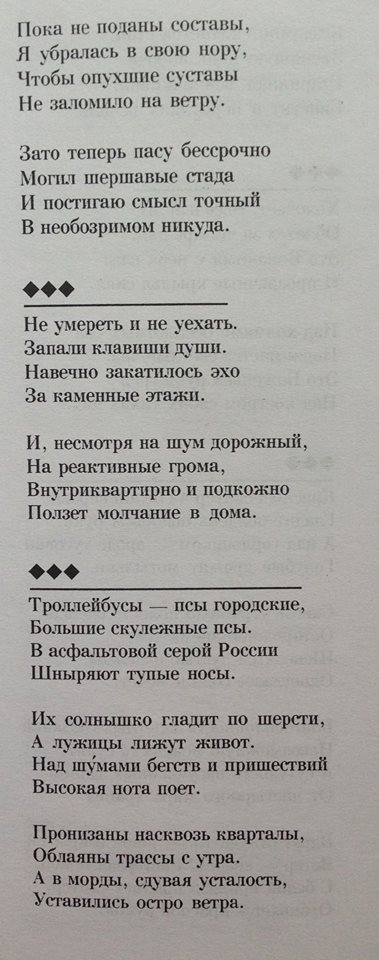 Пока не поданы составы,
Я убралась в свою нору,
Чтобы опухшие суставы
Не заломило на ветру.
Зато теперь пасу бессрочно
Могил шершавые стада
И постигаю смысл точный
В необозримом никуда.
Не умереть и не уехать.
Запали клавиши души.
Навечно закатилось эхо
За каменные этажи.
И, несмотря на шум дорожный,
На реактивные грома,
Внутриквартирно и подкожно
Ползет молчание в дома.
Троллейбусы — псы городские,
Большие скулежные псы.
В асфальтовой серой России
Шныряют тупые носы.
Их солнышко гладит по шерсти,
А лужицы лижут живот.
Над шу́мами бегств и пришествий
Высокая нота поет.
Пронизаны насквозь кварталы,
Облаяны трассы с утра.
А в морды, сдувая усталость,
Уставились остро ветра.